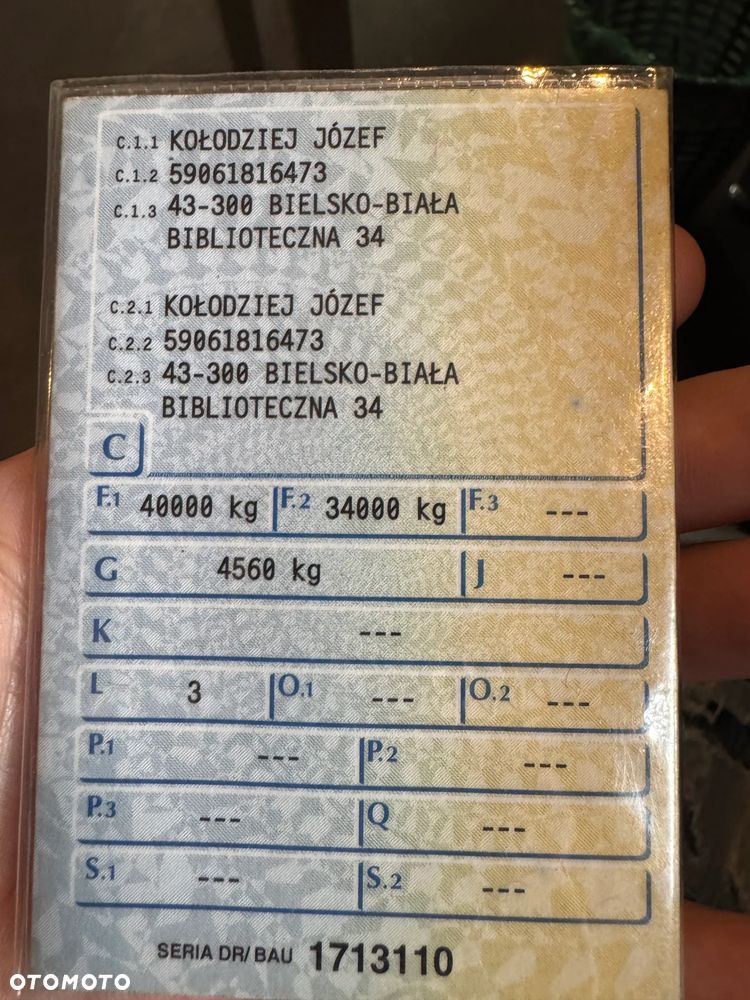 C.1.1 KOŁODZIEJ JÓZEF
C.1.2 59061816473
C.1.3 43-300 BIELSKO-BIAŁA
BIBLIOTECZNA 34
C.2.1 KOŁODZIEJ JÓZEF
C.2.2 59061816473
C.2.3 43-300 BIELSKO-BIAŁA
BIBLIOTECZNA 34
C
F.1 40000 kg F.2 34000 kg F.3 ---
G 4560 kg J ---
K ---
L 3 O.1 --- O.2 ---
P.1 --- P.2 ---
P.3 --- Q ---
S.1 --- S.2 ---
SERIA DR/BAU 1713110
OTOMOTO